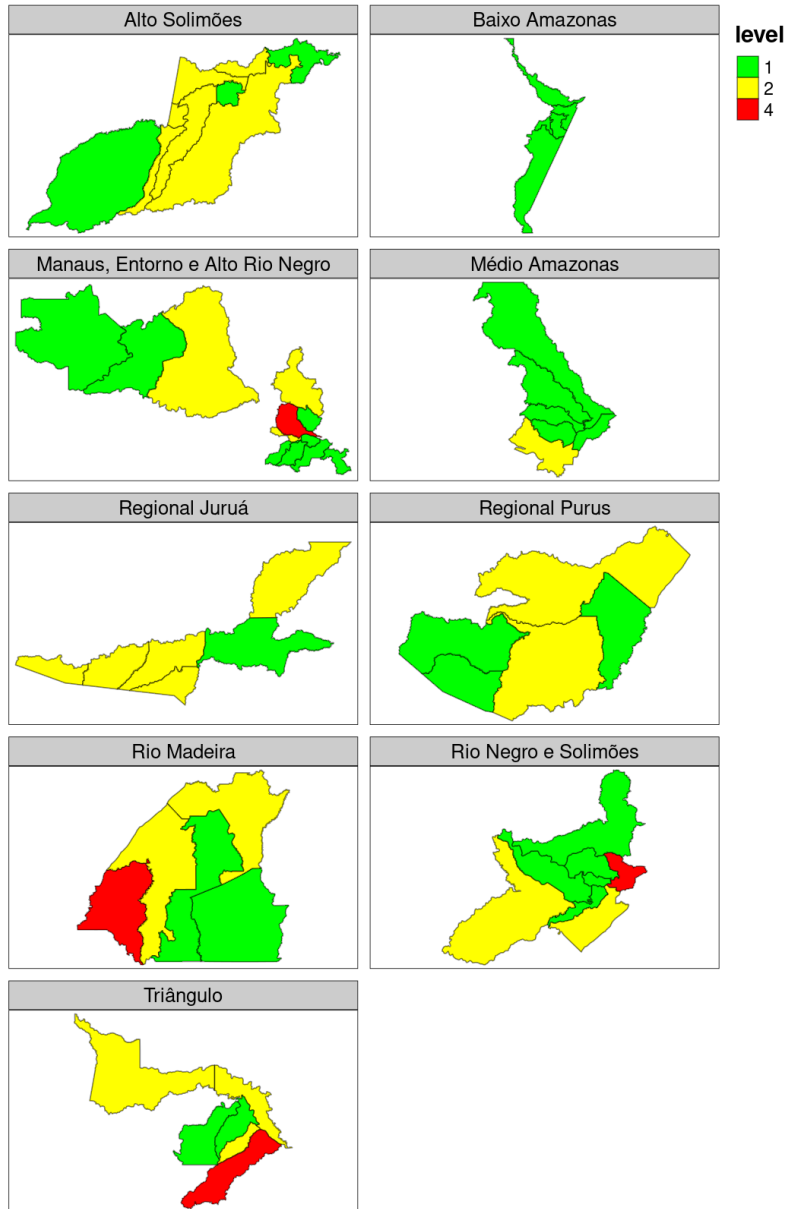 Alto Solimões
Baixo Amazonas
level
1
2
4
Manaus, Entorno e Alto Rio Negro
Médio Amazonas
Regional Juruá
Regional Purus
Rio Madeira
Rio Negro e Solimões
Triângulo